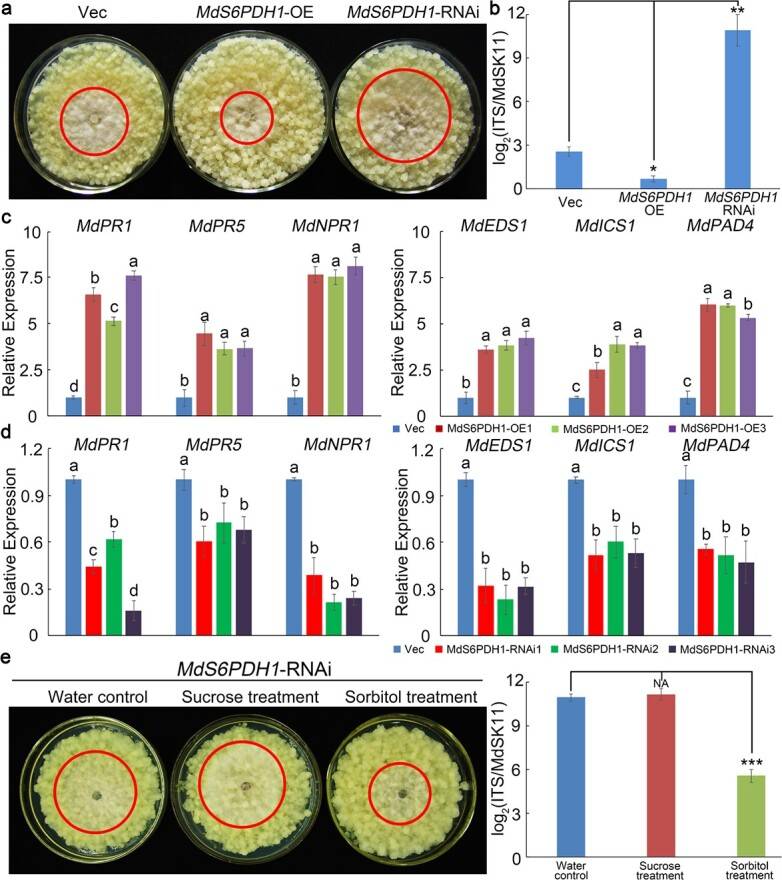 a Vec MdS6PDH1-OE MdS6PDH1-RNAi
b
12
9
6
3
0
log2(ITS/MdSK11)
**
*
Vec MdS6PDH1 OE MdS6PDH1 RNAi
c
MdPR1 MdPR5 MdNPR1
Relative Expression
10
7.5
5
2.5
0
d b c a
b a a a
b a a a
MdEDS1 MdICS1 MdPAD4
Relative Expression
10
7.5
5
2.5
0
b a a a
c b a a
c a a b
Vec MdS6PDH1-OE1 MdS6PDH1-OE2 MdS6PDH1-OE3
d
MdPR1 MdPR5 MdNPR1
Relative Expression
1.2
0.9
0.6
0.3
0
a c b d
a b b b
a b b b
MdEDS1 MdICS1 MdPAD4
Relative Expression
1.2
0.9
0.6
0.3
0
a b b b
a b b b
a b b b
Vec MdS6PDH1-RNAi1 MdS6PDH1-RNAi2 MdS6PDH1-RNAi3
e
MdS6PDH1-RNAi
Water control Sucrose treatment Sorbitol treatment
12
9
6
3
0
log2(ITS/MdSK11)
NA
***
Water control Sucrose treatment Sorbitol treatment